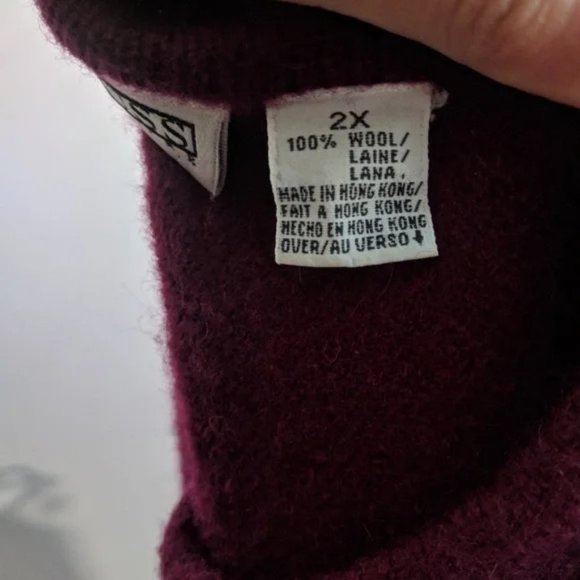 SS
2X
100% WOOL/
LAINE/
LANA.
MADE IN HONG KONG/
FAIT A HONG KONG/
HECHO EN HONG KONG
OVER/AU VERSO↓